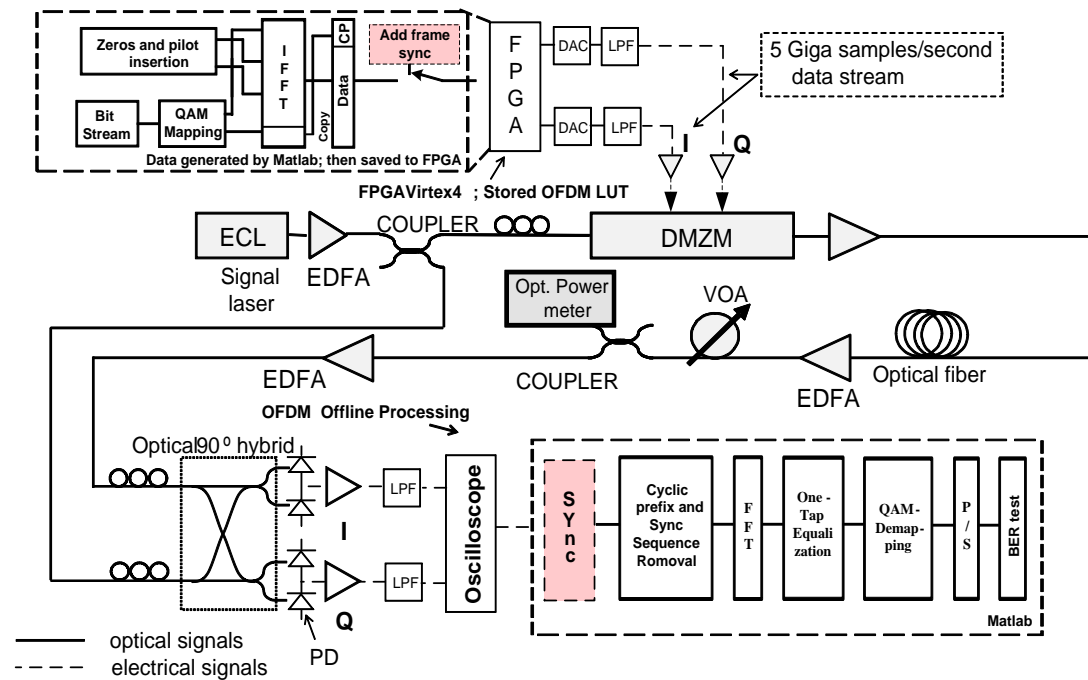 Zeros and pilot
insertion
Bit
Stream
QAM
Mapping
I
F
F
T
CP
Data
Copy
Add frame
sync
Data generated by Matlab; then saved to FPGA
F
P
G
A
DAC
LPF
DAC
LPF
I
Q
5 Giga samples/second
data stream
FPGAVirtex4 ; Stored OFDM LUT
ECL
Signal
laser
EDFA
COUPLER
DMZM
Opt. Power
meter
VOA
EDFA
COUPLER
EDFA
Optical fiber
OFDM Offline Processing
Optical90° hybrid
I
Q
PD
LPF
LPF
Oscilloscope
SYnc
Cyclic
prefix and
Sync
Sequence
Romoval
F
F
T
One -
Tap
Equali
zation
QAM-
Demap-
ping
P
/
S
BER test
Matlab
optical signals
electrical signals